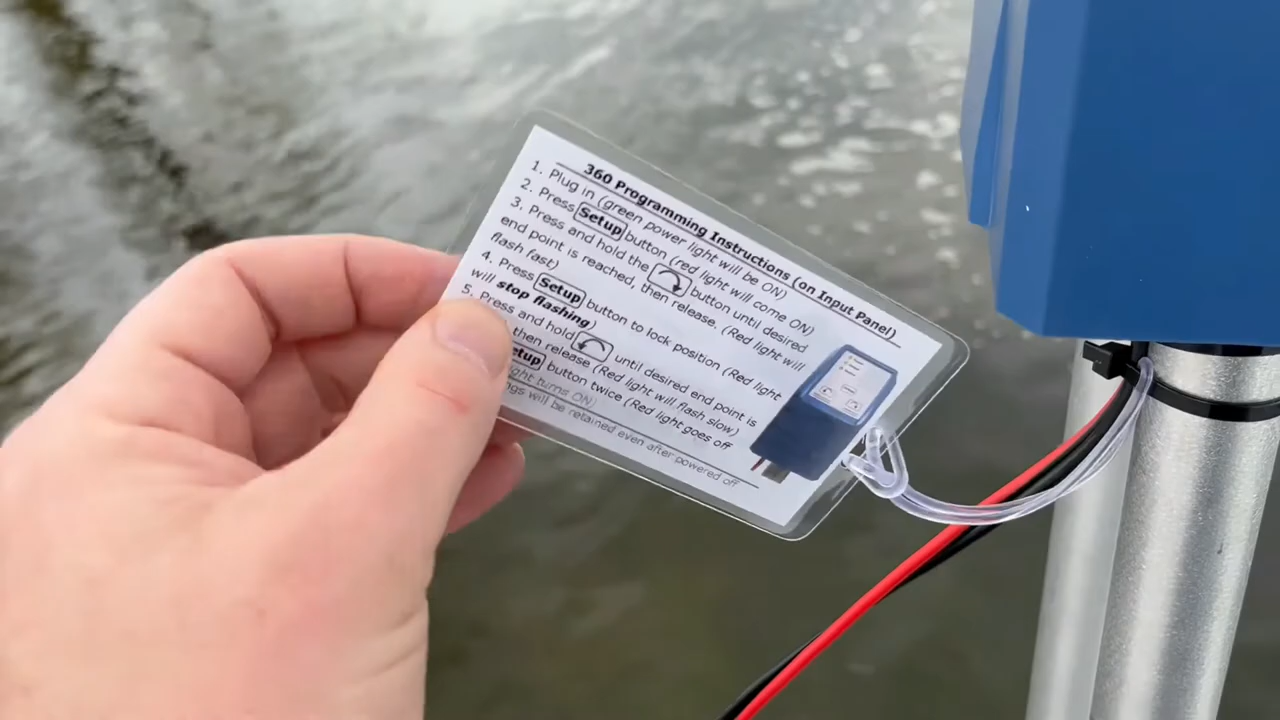 360 Programming Instructions (on Input Panel)
1. Plug in (green power light will be ON)
2. Press Setup button (red light will come ON)
3. Press and hold the button until desired
end point is reached, then release. (Red light will
flash fast)
4. Press Setup button to lock position (Red light
will stop flashing)
5. Press and hold until desired end point is
then release (Red light will flash slow)
etup button twice (Red light goes off
ight turns ON)
ngs will be retained even after powered off